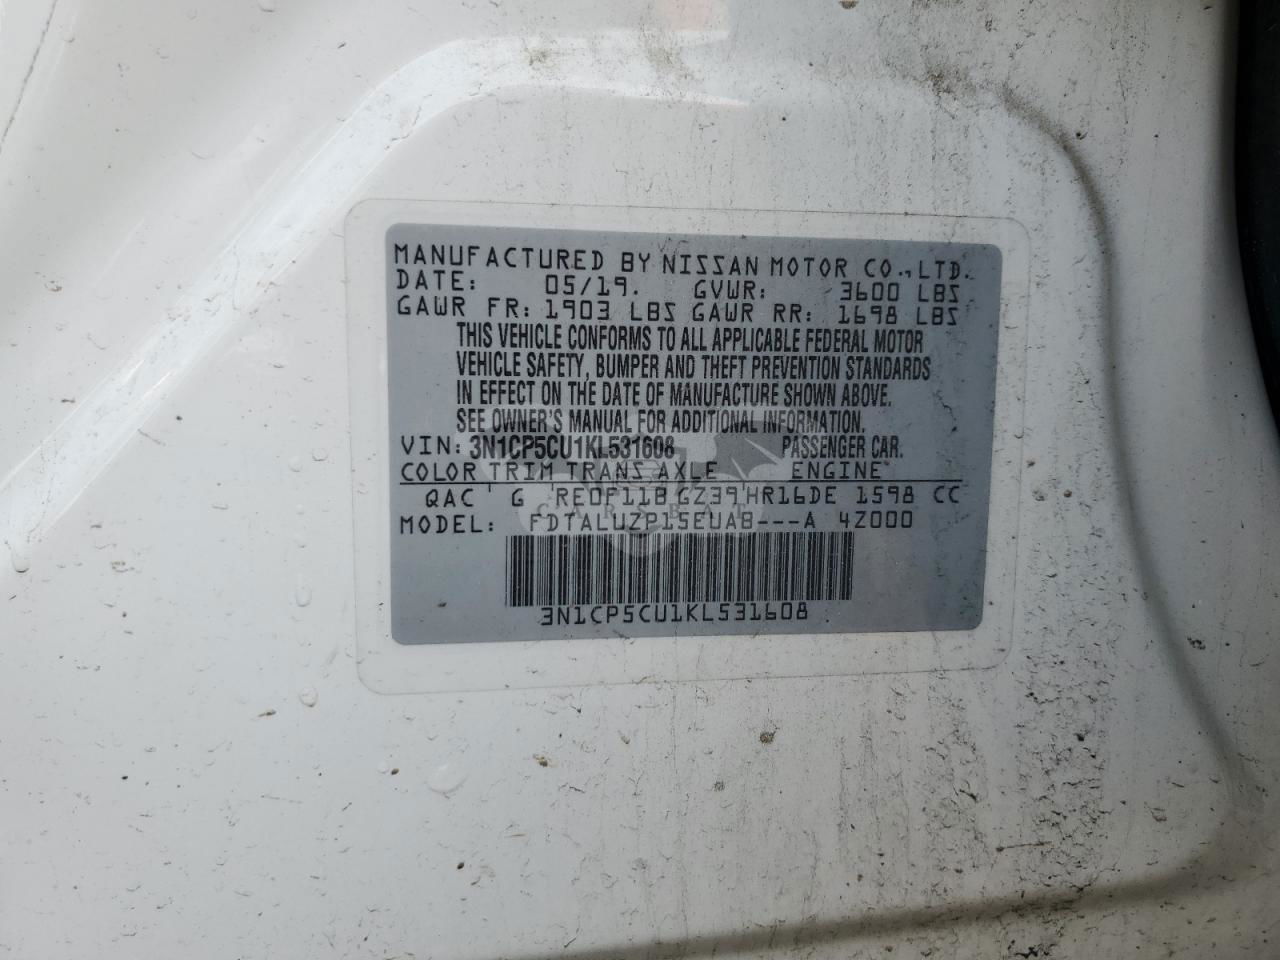 MANUFACTURED BY NISSAN MOTOR CO., LTD.
DATE: 05/19. GVWR: 3600 LBS
GAWR FR: 1903 LBS GAWR RR: 1698 LBS
THIS VEHICLE CONFORMS TO ALL APPLICABLE FEDERAL MOTOR
VEHICLE SAFETY, BUMPER AND THEFT PREVENTION STANDARDS
IN EFFECT ON THE DATE OF MANUFACTURE SHOWN ABOVE.
SEE OWNER'S MANUAL FOR ADDITIONAL INFORMATION.
VIN: 3N1CP5CU1KL531608 PASSENGER CAR.
COLOR TRIM TRANS AXLE ENGINE
QAC G RE0F11B GZ39 HR16DE 1598 CC
CARSBAT
MODEL: FDTALUZP15EUAB---A 4Z000
3N1CP5CU1KL531608